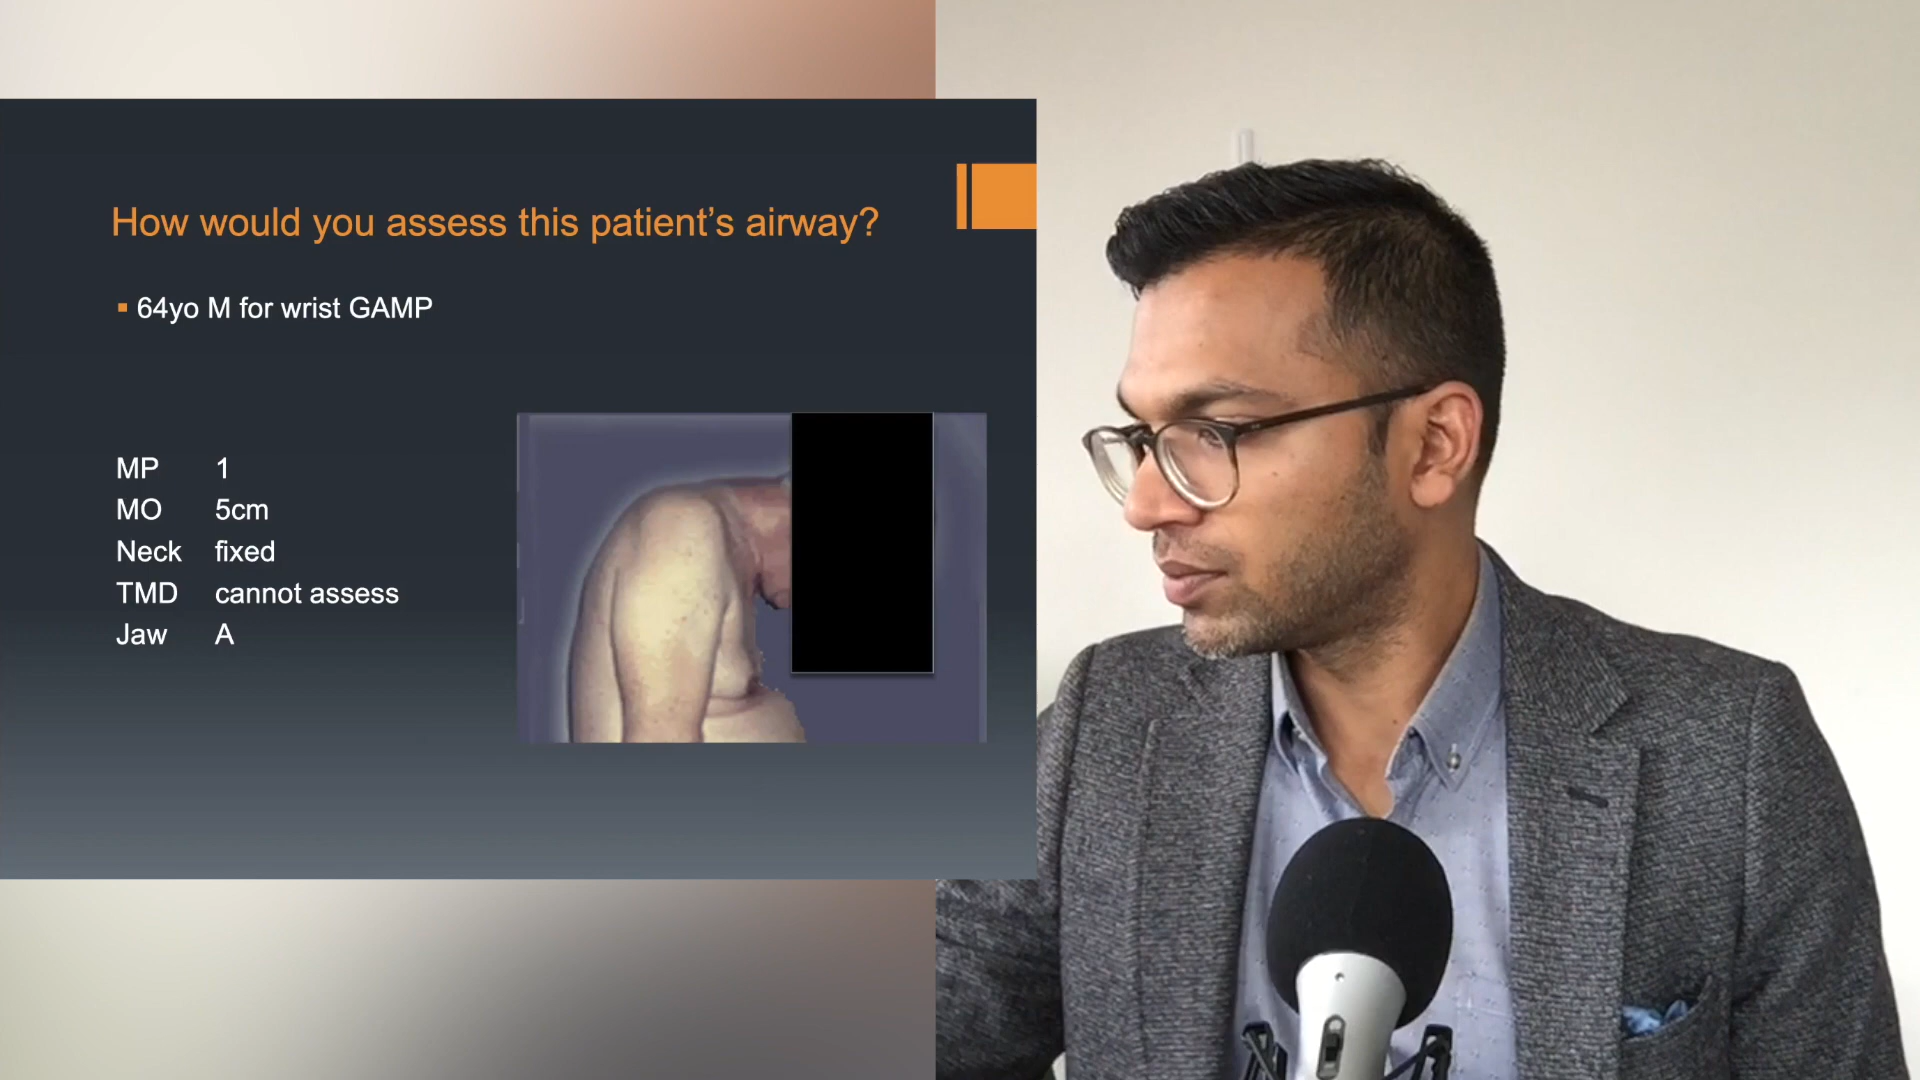 How would you assess this patient's airway?
64yo M for wrist GAMP
MP 1
MO 5cm
Neck fixed
TMD cannot assess
Jaw A